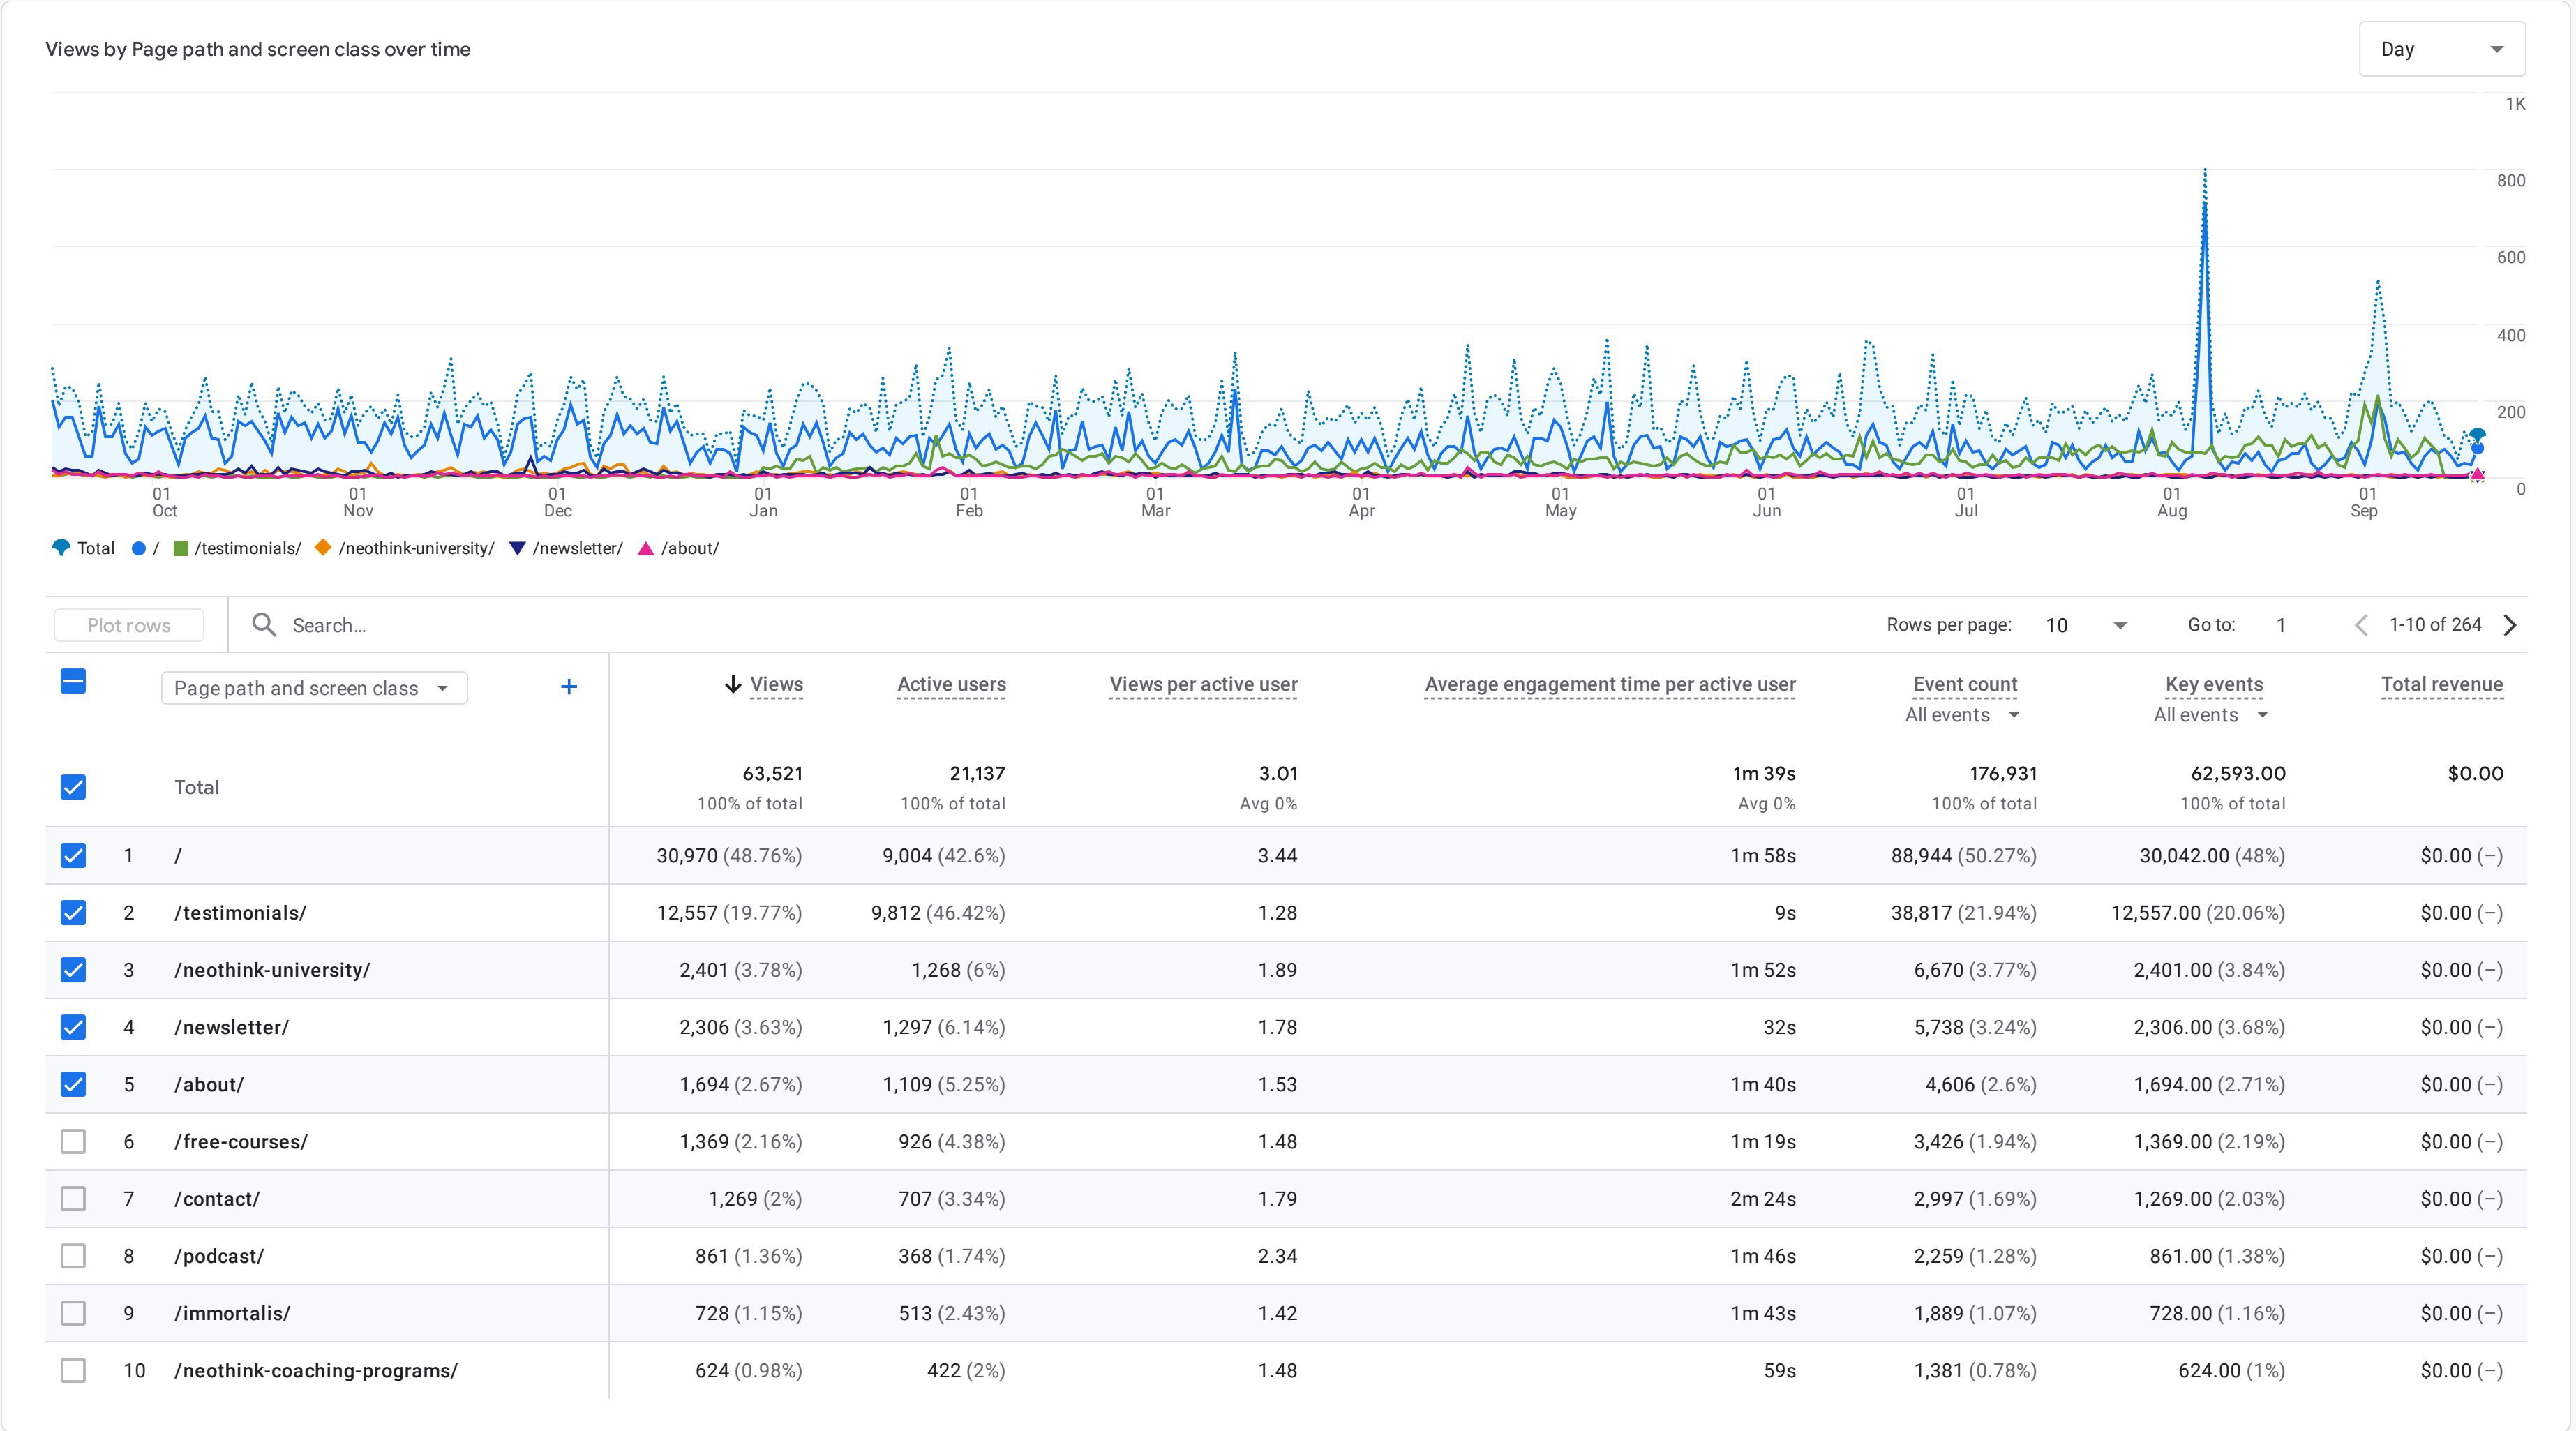 Views by Page path and screen class over time
Day
1K
800
600
400
200
0
01 01 01 01 01 01 01 01 01 01 01 01
Oct Nov Dec Jan Feb Mar Apr May Jun Jul Aug Sep
Total / /testimonials/ /neothink-university/ /newsletter/ /about/
Plot rows Search... Rows per page: 10 Go to: 1 1-10 of 264
Page path and screen class + Views Active users Views per active user Average engagement time per active user Event count Key events Total revenue
All events All events
Total 63,521 21,137 3.01 1m 39s 176,931 62,593.00 $0.00
100% of total 100% of total Avg 0% Avg 0% 100% of total 100% of total
1 / 30,970 (48.76%) 9,004 (42.6%) 3.44 1m 58s 88,944 (50.27%) 30,042.00 (48%) $0.00 (–)
2 /testimonials/ 12,557 (19.77%) 9,812 (46.42%) 1.28 9s 38,817 (21.94%) 12,557.00 (20.06%) $0.00 (–)
3 /neothink-university/ 2,401 (3.78%) 1,268 (6%) 1.89 1m 52s 6,670 (3.77%) 2,401.00 (3.84%) $0.00 (–)
4 /newsletter/ 2,306 (3.63%) 1,297 (6.14%) 1.78 32s 5,738 (3.24%) 2,306.00 (3.68%) $0.00 (–)
5 /about/ 1,694 (2.67%) 1,109 (5.25%) 1.53 1m 40s 4,606 (2.6%) 1,694.00 (2.71%) $0.00 (–)
6 /free-courses/ 1,369 (2.16%) 926 (4.38%) 1.48 1m 19s 3,426 (1.94%) 1,369.00 (2.19%) $0.00 (–)
7 /contact/ 1,269 (2%) 707 (3.34%) 1.79 2m 24s 2,997 (1.69%) 1,269.00 (2.03%) $0.00 (–)
8 /podcast/ 861 (1.36%) 368 (1.74%) 2.34 1m 46s 2,259 (1.28%) 861.00 (1.38%) $0.00 (–)
9 /immortalis/ 728 (1.15%) 513 (2.43%) 1.42 1m 43s 1,889 (1.07%) 728.00 (1.16%) $0.00 (–)
10 /neothink-coaching-programs/ 624 (0.98%) 422 (2%) 1.48 59s 1,381 (0.78%) 624.00 (1%) $0.00 (–)